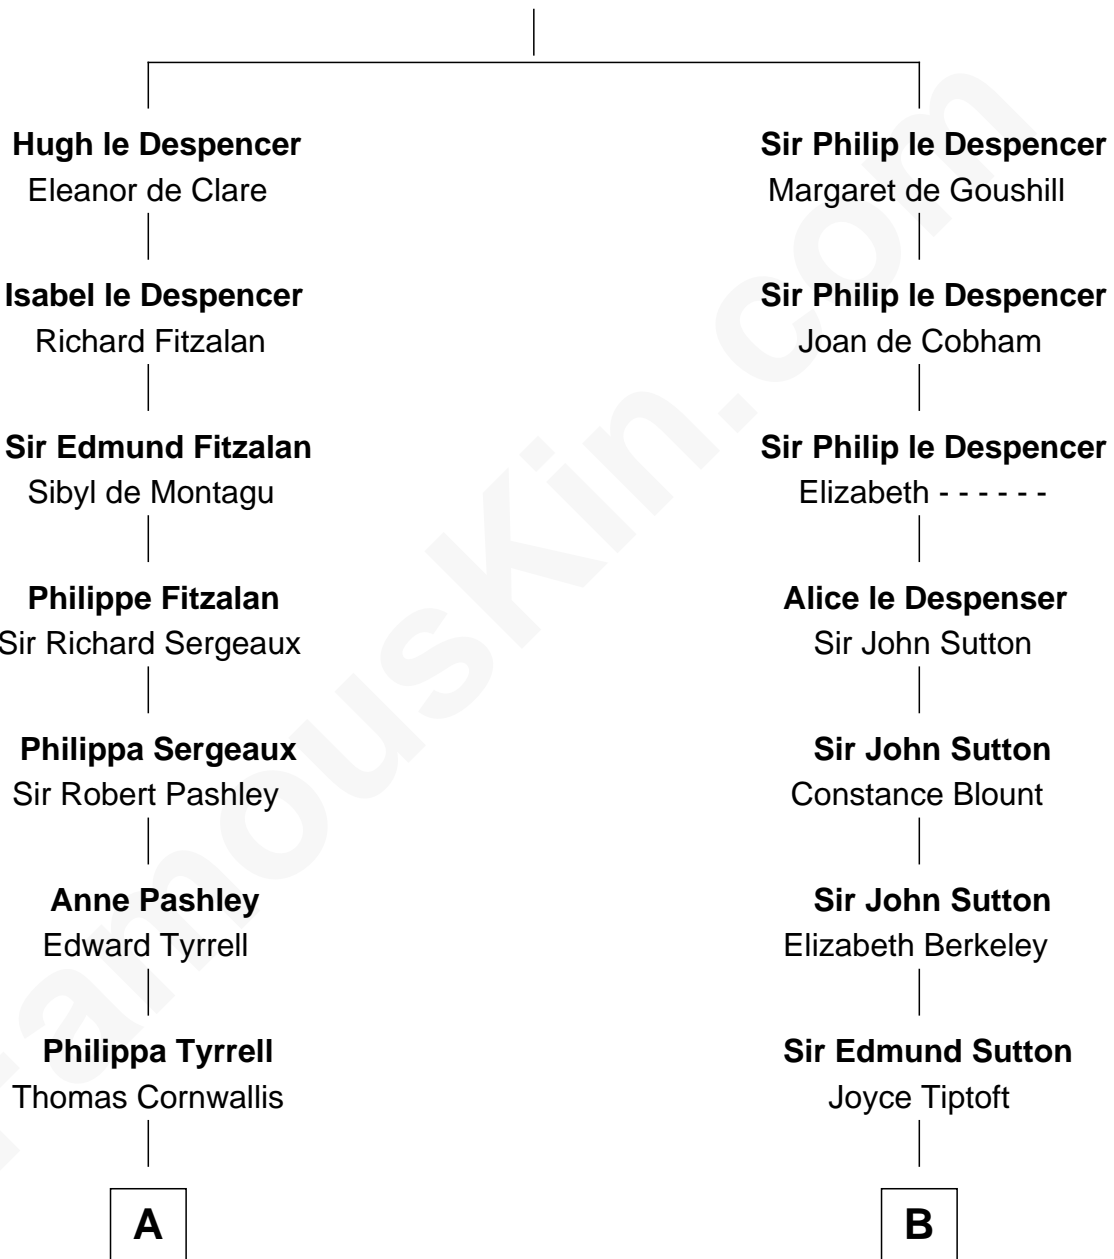 Hugh le Despencer
Eleanor de Clare
Isabel le Despencer
Richard Fitzalan
Sir Edmund Fitzalan
Sibyl de Montagu
Philippe Fitzalan
Sir Richard Sergeaux
Philippa Sergeaux
Sir Robert Pashley
Anne Pashley
Edward Tyrrell
Philippa Tyrrell
Thomas Cornwallis
A
Sir Philip le Despencer
Margaret de Goushill
Sir Philip le Despencer
Joan de Cobham
Sir Philip le Despencer
Elizabeth - - - - - -
Alice le Despenser
Sir John Sutton
Sir John Sutton
Constance Blount
Sir John Sutton
Elizabeth Berkeley
Sir Edmund Sutton
Joyce Tiptoft
B
FamousKin.com